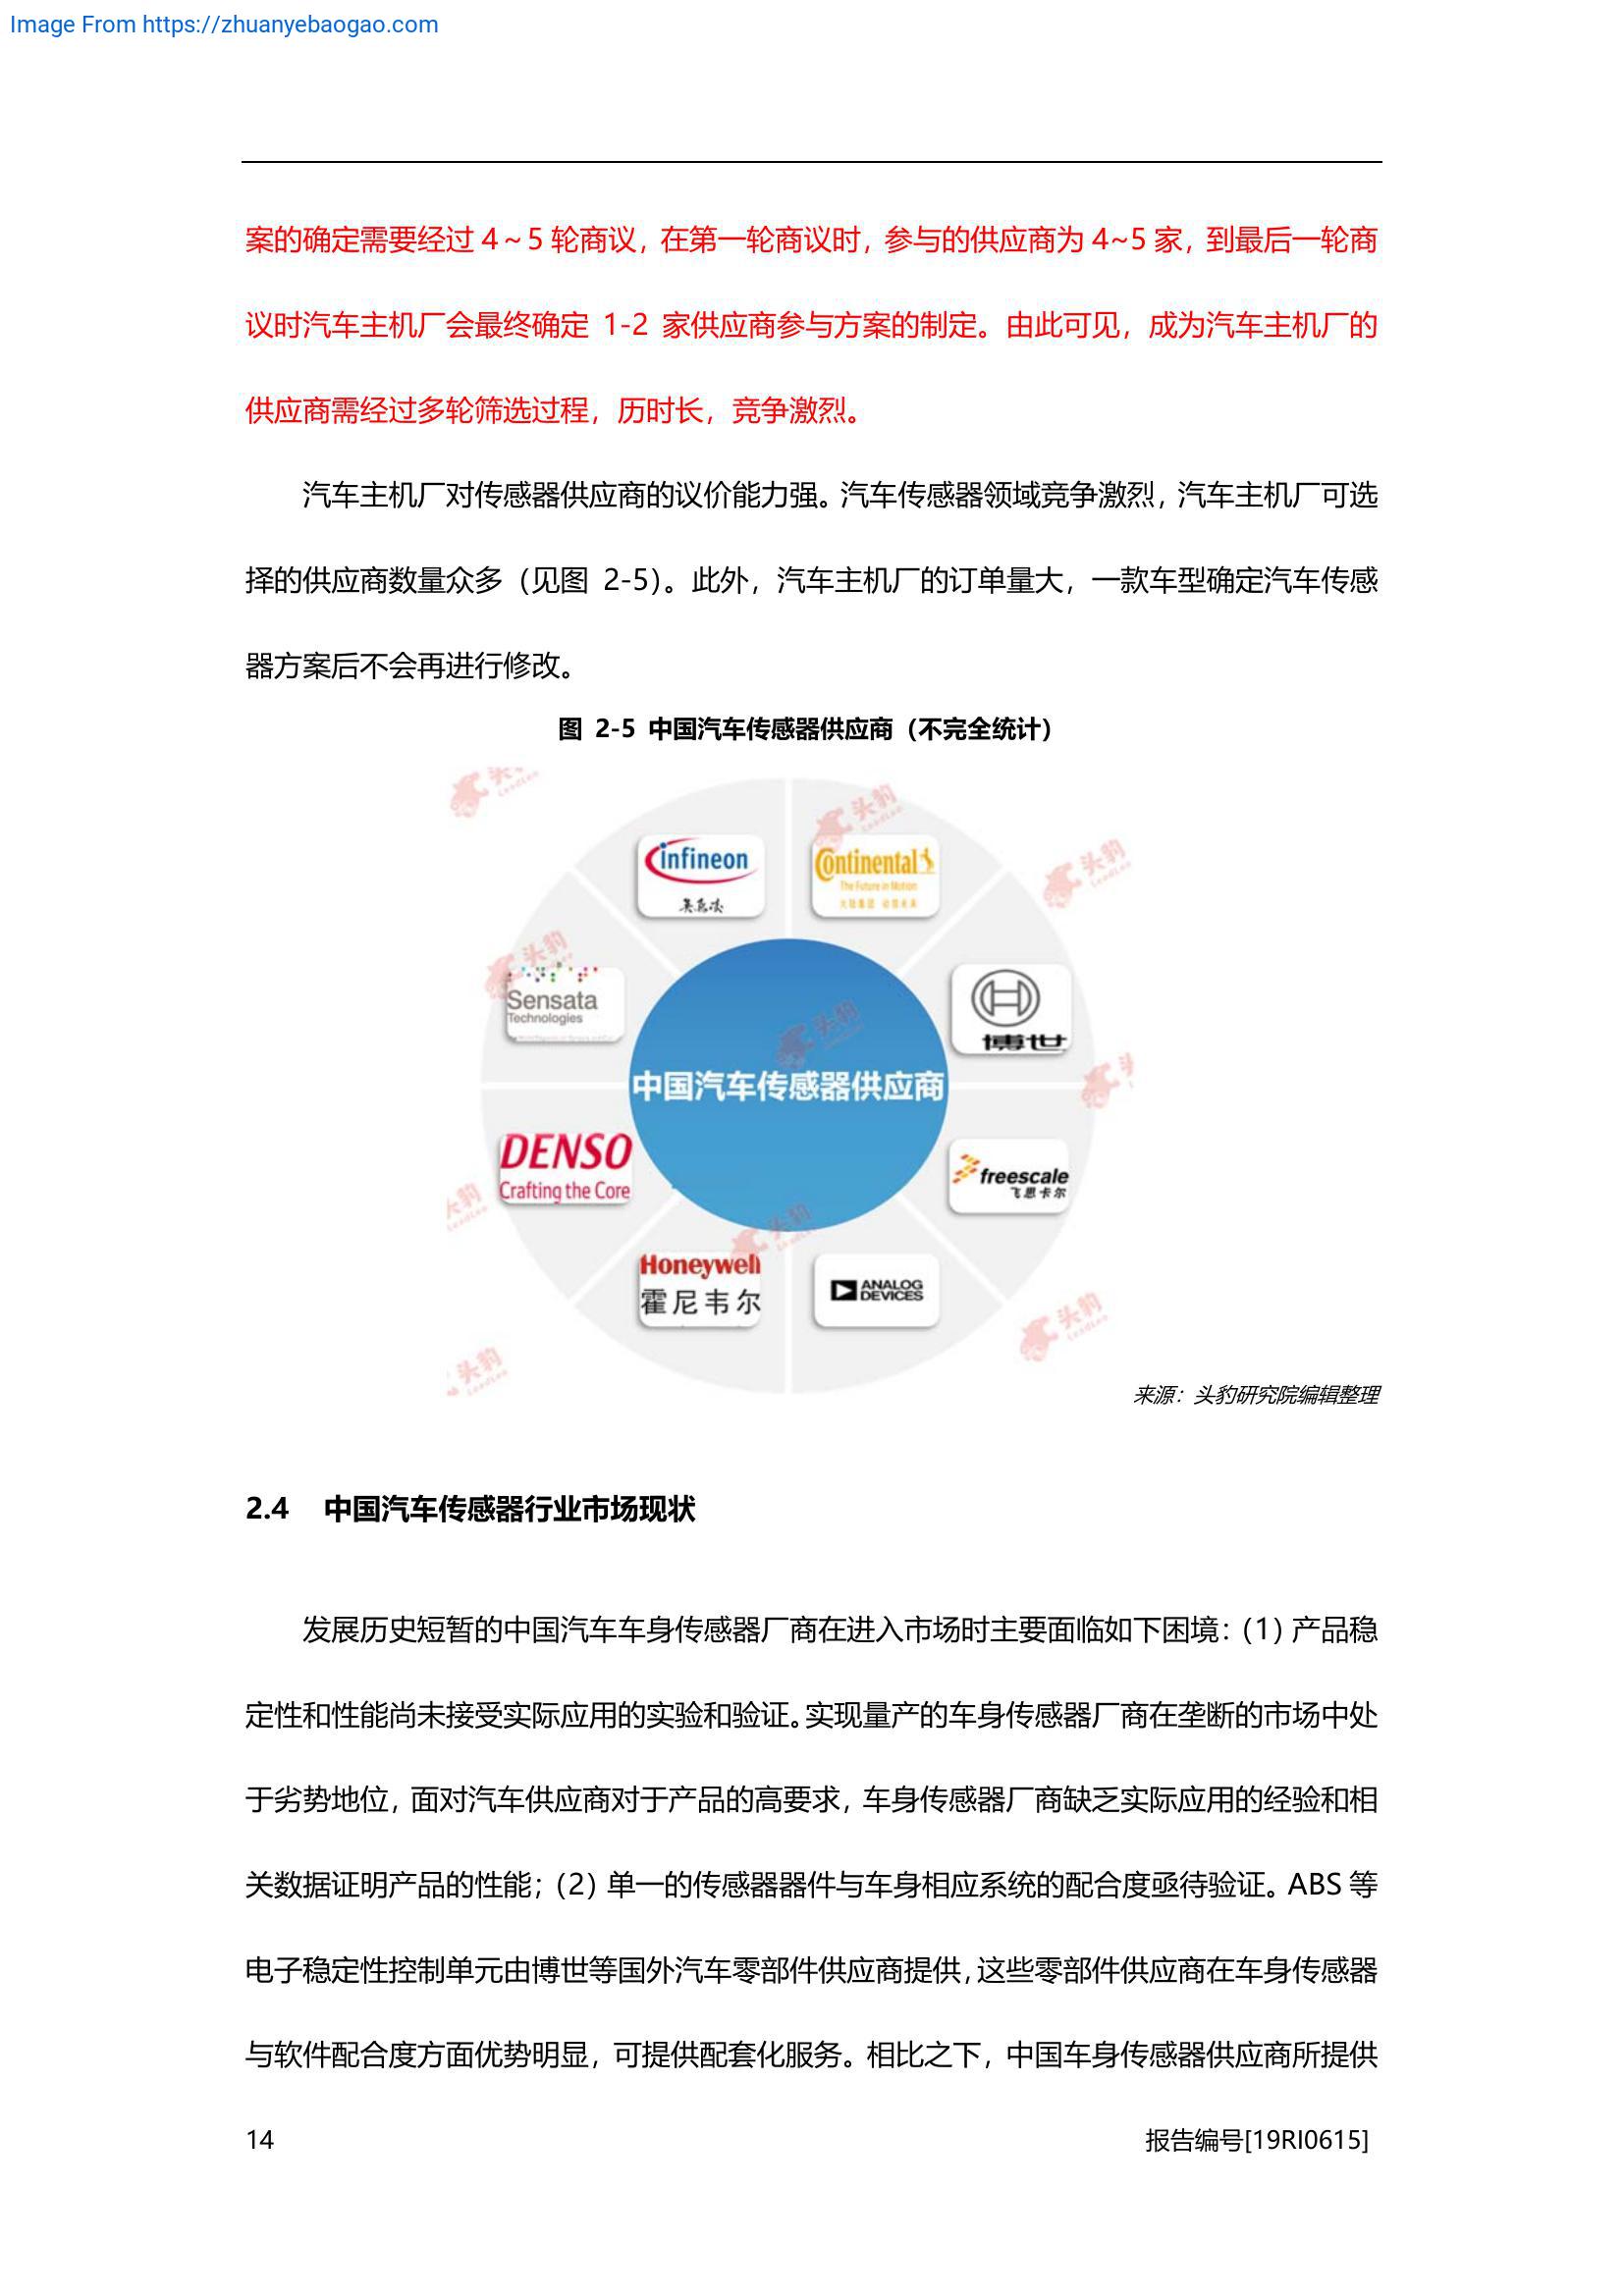 Image From https://zhuanyebaogao.com
案的确定需要经过 4~5 轮商议，在第一轮商议时，参与的供应商为 4~5 家，到最后一轮商
议时汽车主机厂会最终确定 1-2 家供应商参与方案的制定。由此可见，成为汽车主机厂的
供应商需经过多轮筛选过程，历时长，竞争激烈。
汽车主机厂对传感器供应商的议价能力强。汽车传感器领域竞争激烈，汽车主机厂可选
择的供应商数量众多（见图 2-5）。此外，汽车主机厂的订单量大，一款车型确定汽车传感
器方案后不会再进行修改。
图 2-5 中国汽车传感器供应商（不完全统计）
infineon
英飞凌
Continental
The Future in Motion
大陆集团 动领未来
Sensata
Technologies
博世
中国汽车传感器供应商
DENSO
Crafting the Core
freescale
飞思卡尔
Honeywell
霍尼韦尔
ANALOG
DEVICES
头豹
LeadLeo
来源：头豹研究院编辑整理
2.4 中国汽车传感器行业市场现状
发展历史短暂的中国汽车车身传感器厂商在进入市场时主要面临如下困境：（1）产品稳
定性和性能尚未接受实际应用的实验和验证。实现量产的车身传感器厂商在垄断的市场中处
于劣势地位，面对汽车供应商对于产品的高要求，车身传感器厂商缺乏实际应用的经验和相
关数据证明产品的性能；（2）单一的传感器器件与车身相应系统的配合度亟待验证。ABS 等
电子稳定性控制单元由博世等国外汽车零部件供应商提供，这些零部件供应商在车身传感器
与软件配合度方面优势明显，可提供配套化服务。相比之下，中国车身传感器供应商所提供
14
报告编号[19RI0615]